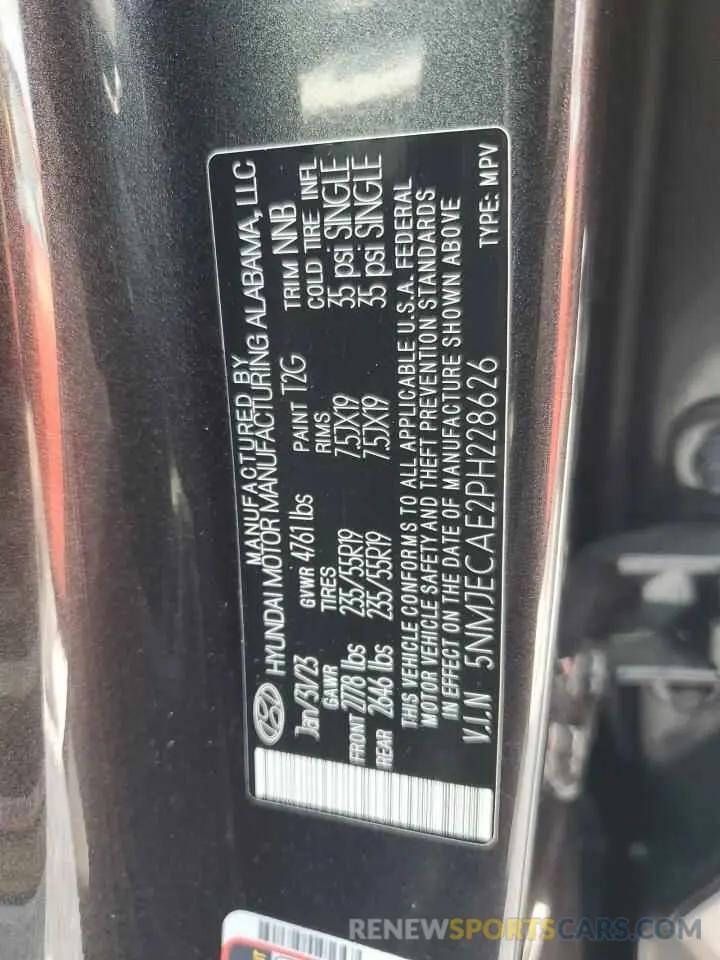 MANUFACTURED BY
HYUNDAI MOTOR MANUFACTURING ALABAMA, LLC
Jan/31/23 GVWR 4761 lbs PAINT T2G TRIM NNB
GAWR TIRES RIMS COLD TIRE INFL
FRONT 2778 lbs 235/55R19 7.5JX19 35 psi SINGLE
REAR 2646 lbs 235/55R19 7.5JX19 35 psi SINGLE
THIS VEHICLE CONFORMS TO ALL APPLICABLE U.S.A. FEDERAL
MOTOR VEHICLE SAFETY AND THEFT PREVENTION STANDARDS
IN EFFECT ON THE DATE OF MANUFACTURE SHOWN ABOVE
V.I.N 5NMJECAE2PH228626 TYPE: MPV
RENEWSPORTSCARS.COM